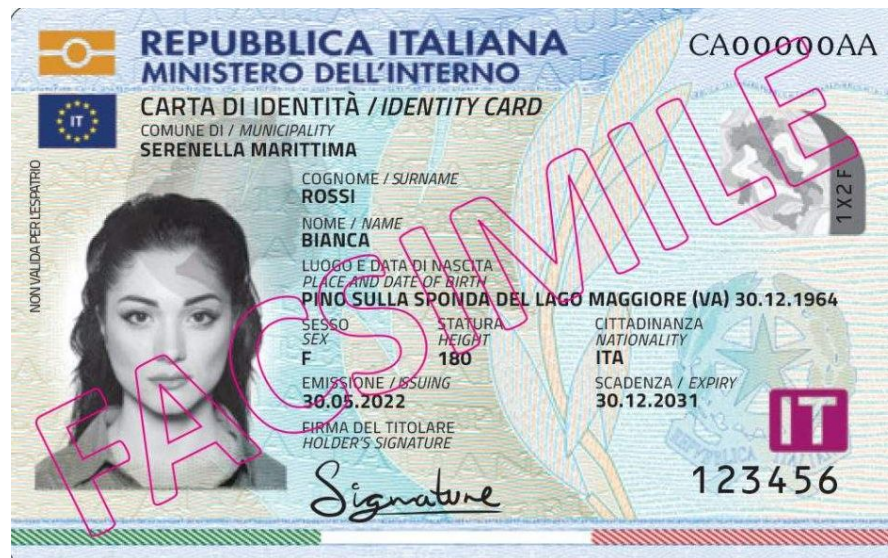 REPUBBLICA ITALIANA
MINISTERO DELL'INTERNO
CA00000AA
IT
CARTA DI IDENTITÀ / IDENTITY CARD
COMUNE DI / MUNICIPALITY
SERENELLA MARITTIMA
NON VALIDA PER L'ESPATRIO
COGNOME / SURNAME
ROSSI
NOME / NAME
BIANCA
LUOGO E DATA DI NASCITA
PLACE AND DATE OF BIRTH
PINO SULLA SPONDA DEL LAGO MAGGIORE (VA) 30.12.1964
SESSO STATURA CITTADINANZA
SEX HEIGHT NATIONALITY
F 180 ITA
EMISSIONE / ISSUING SCADENZA / EXPIRY
30.05.2022 30.12.2031
FIRMA DEL TITOLARE
HOLDER'S SIGNATURE
Signature
1X2F
IT
123456
FACSIMILE